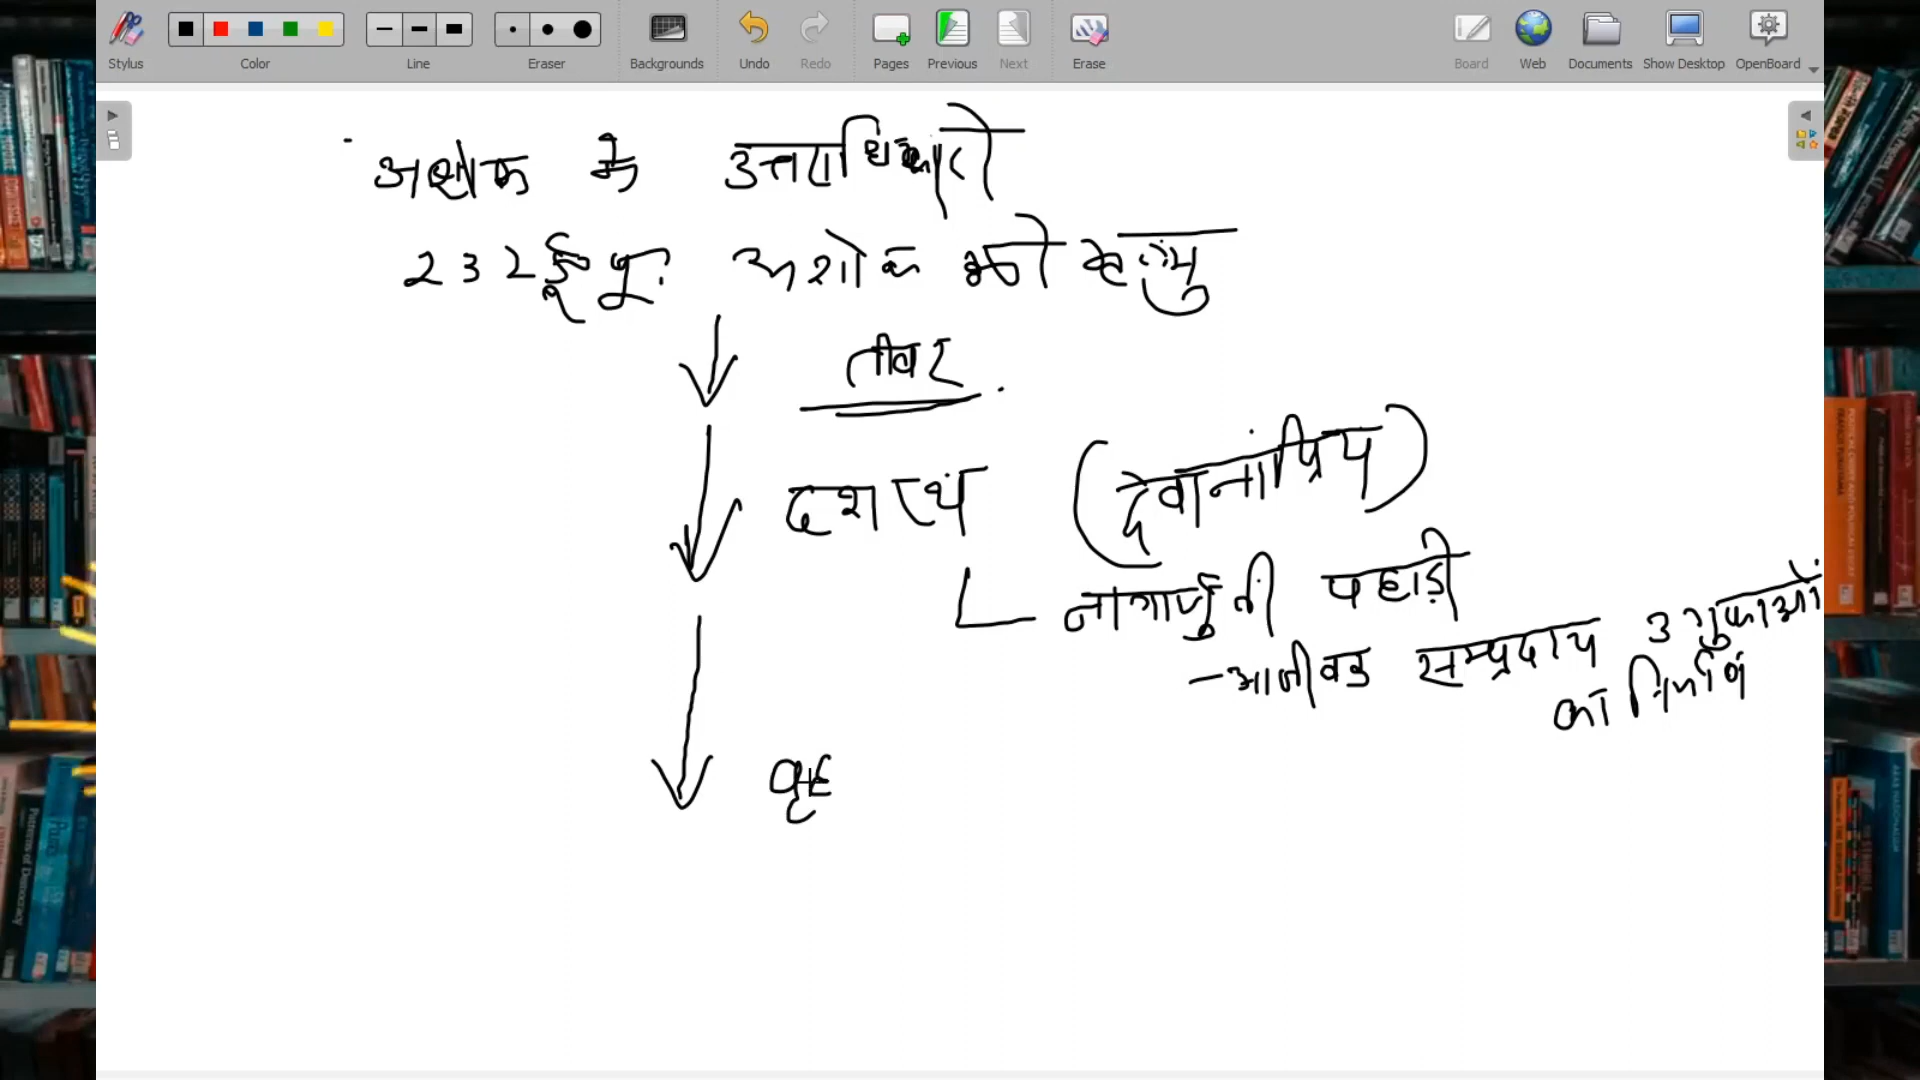 Stylus Color Line Eraser Backgrounds Undo Redo Pages Previous Next Erase Board Web Documents Show Desktop OpenBoard
अशोक के उत्तराधिकारी
232 ई.पू. अशोक की मृत्यु
तीवर
दशरथ (देवानांप्रिय)
नागार्जुनी पहाड़ी
- आजीवक सम्प्रदाय 3 गुफाओं
का निर्माण
वृह